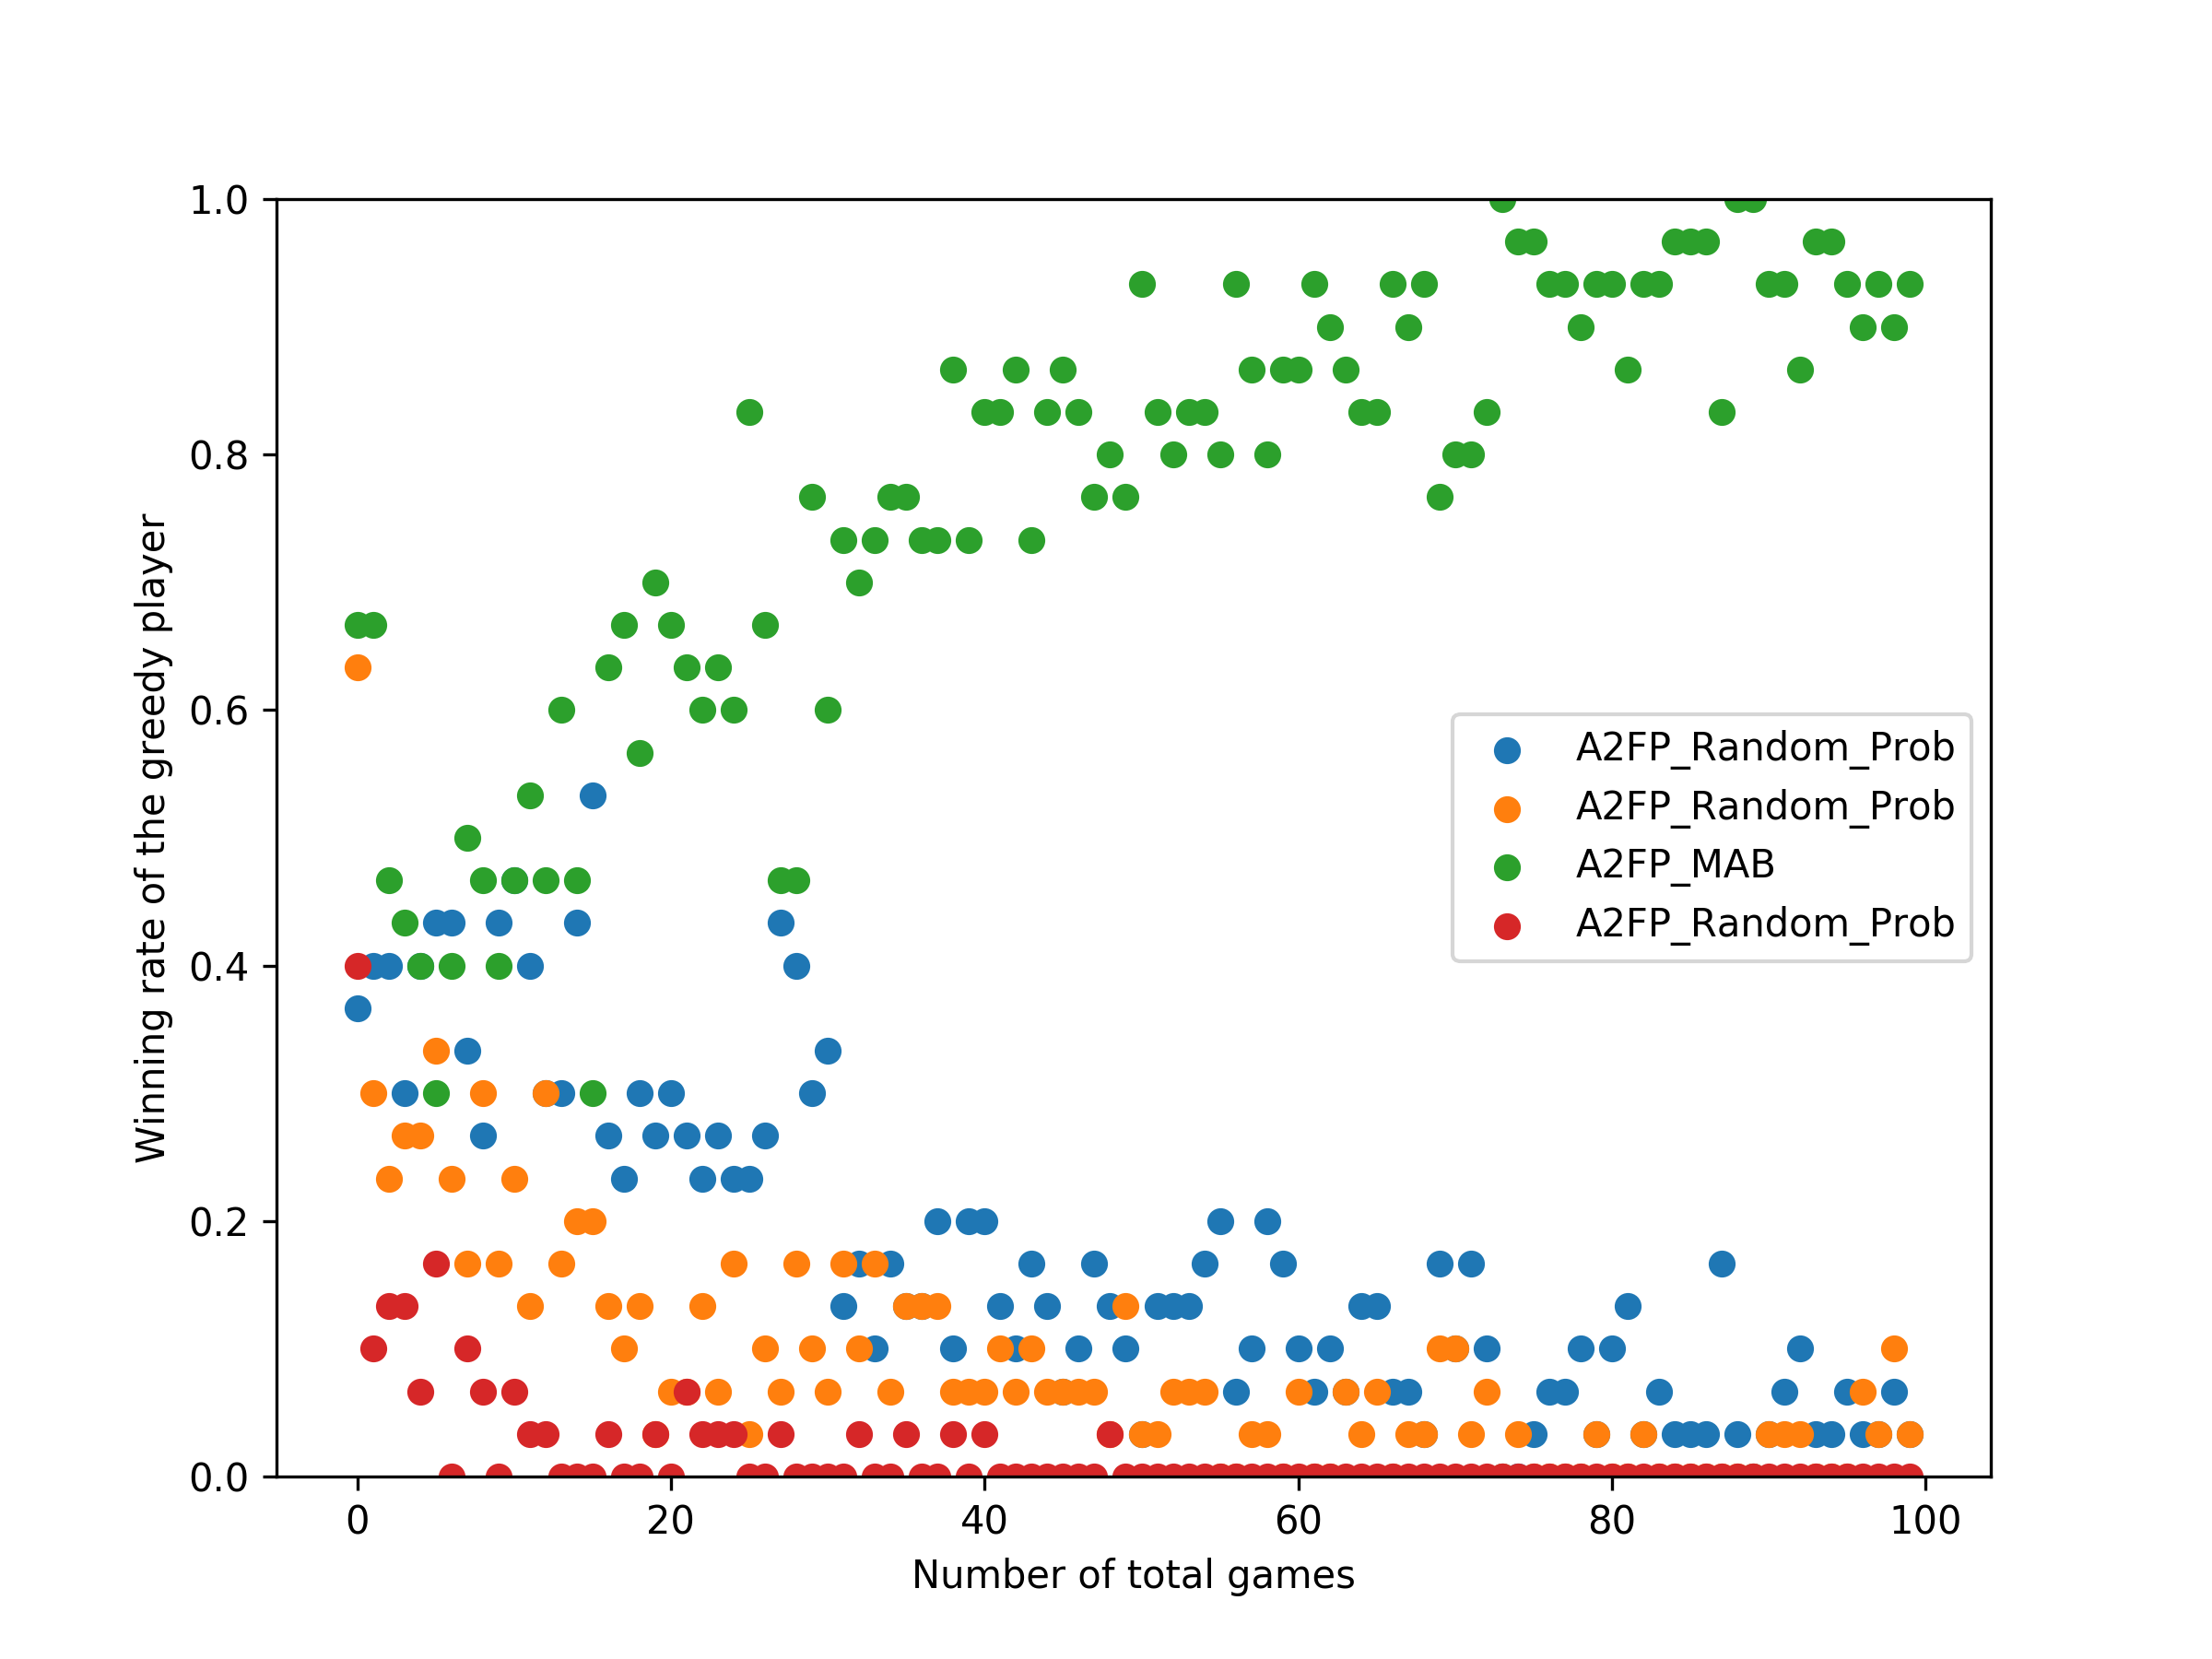 1.0
0.8
0.6
0.4
0.2
0.0
Winning rate of the greedy player
A2FP_Random_Prob
A2FP_Random_Prob
A2FP_MAB
A2FP_Random_Prob
0 20 40 60 80 100
Number of total games